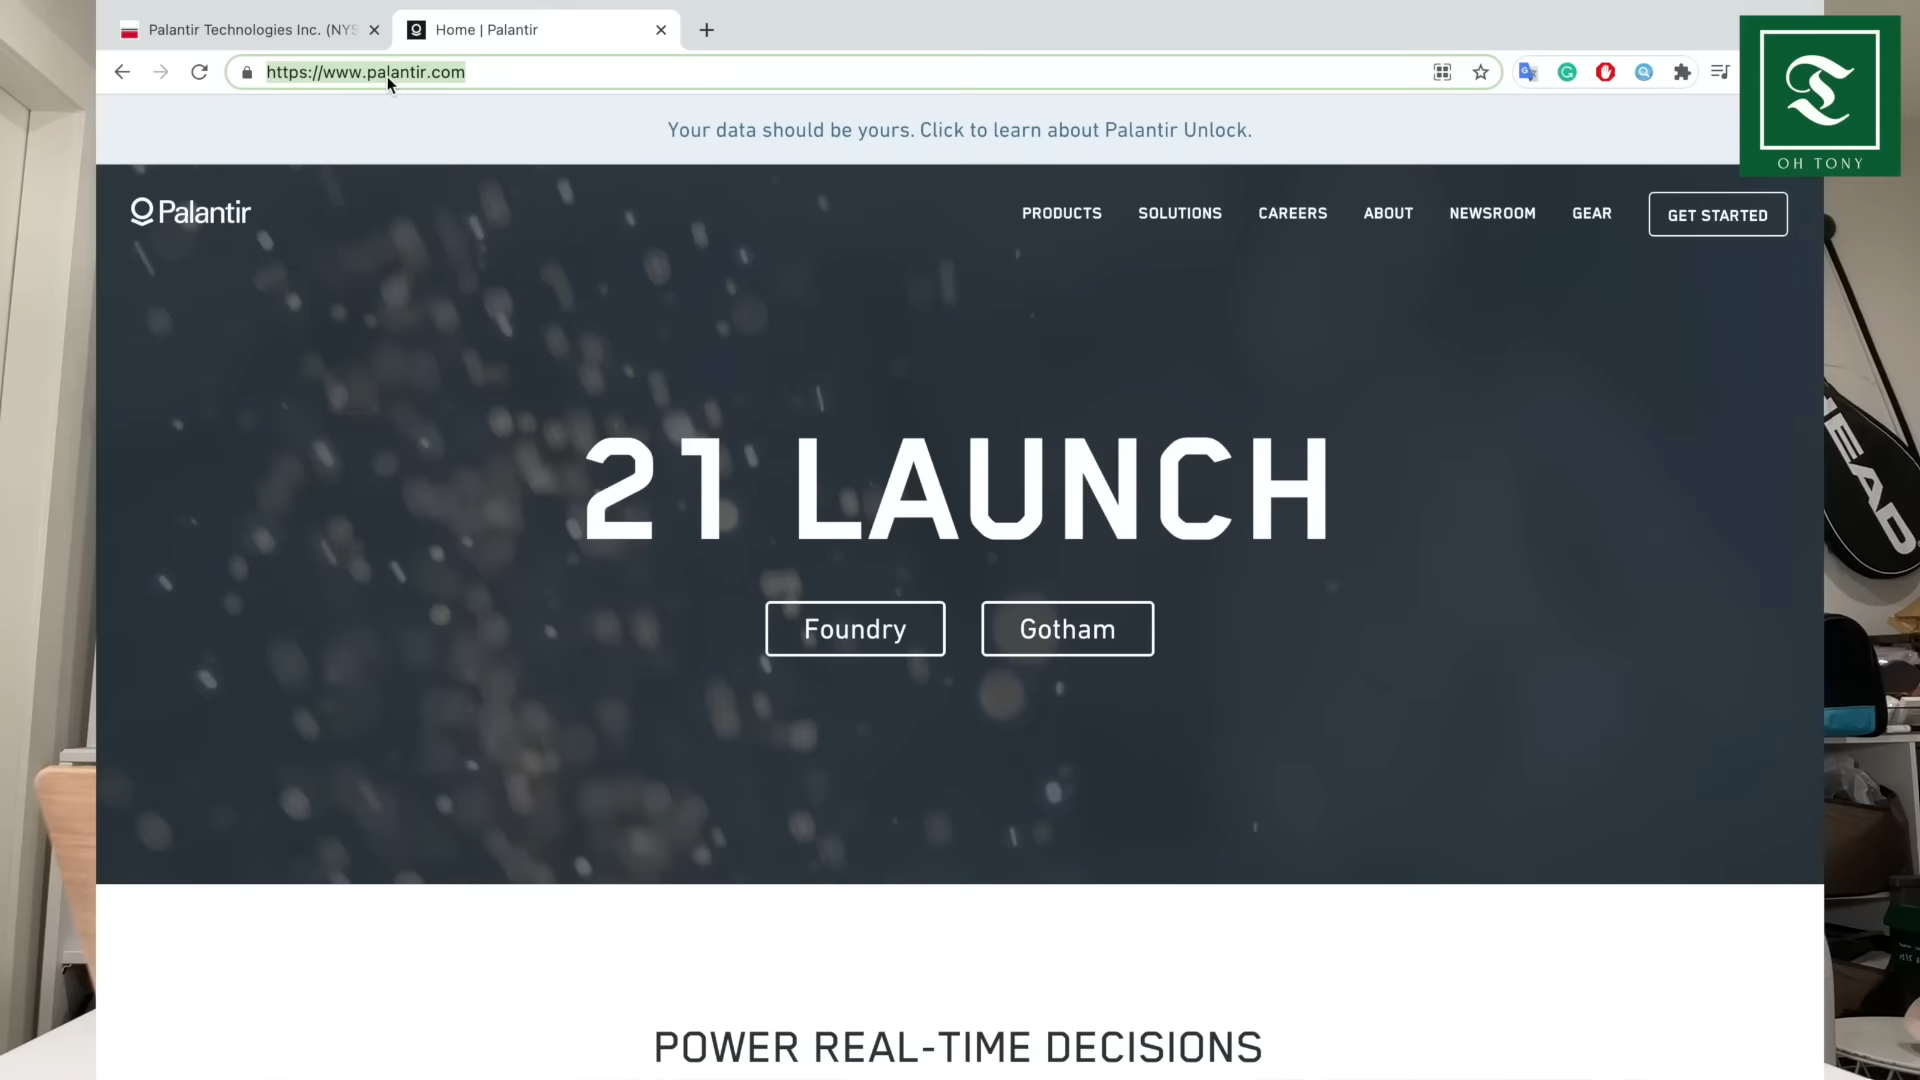 Palantir Technologies Inc. (NYS
Home | Palantir
https://www.palantir.com
OH TONY
Your data should be yours. Click to learn about Palantir Unlock.
Palantir
PRODUCTS
SOLUTIONS
CAREERS
ABOUT
NEWSROOM
GEAR
GET STARTED
21 LAUNCH
Foundry
Gotham
HEAD
POWER REAL-TIME DECISIONS